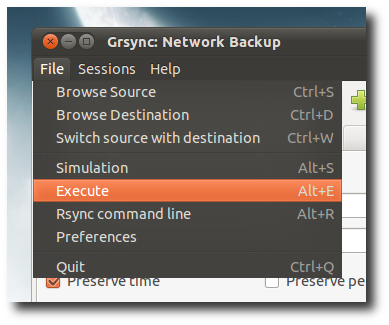 Grsync: Network Backup
File Sessions Help
Browse Source Ctrl+S
Browse Destination Ctrl+D
Switch source with destination Ctrl+W
Simulation Alt+S
Execute Alt+E
Rsync command line Alt+R
Preferences
Quit Ctrl+Q
Preserve time Preserve pe